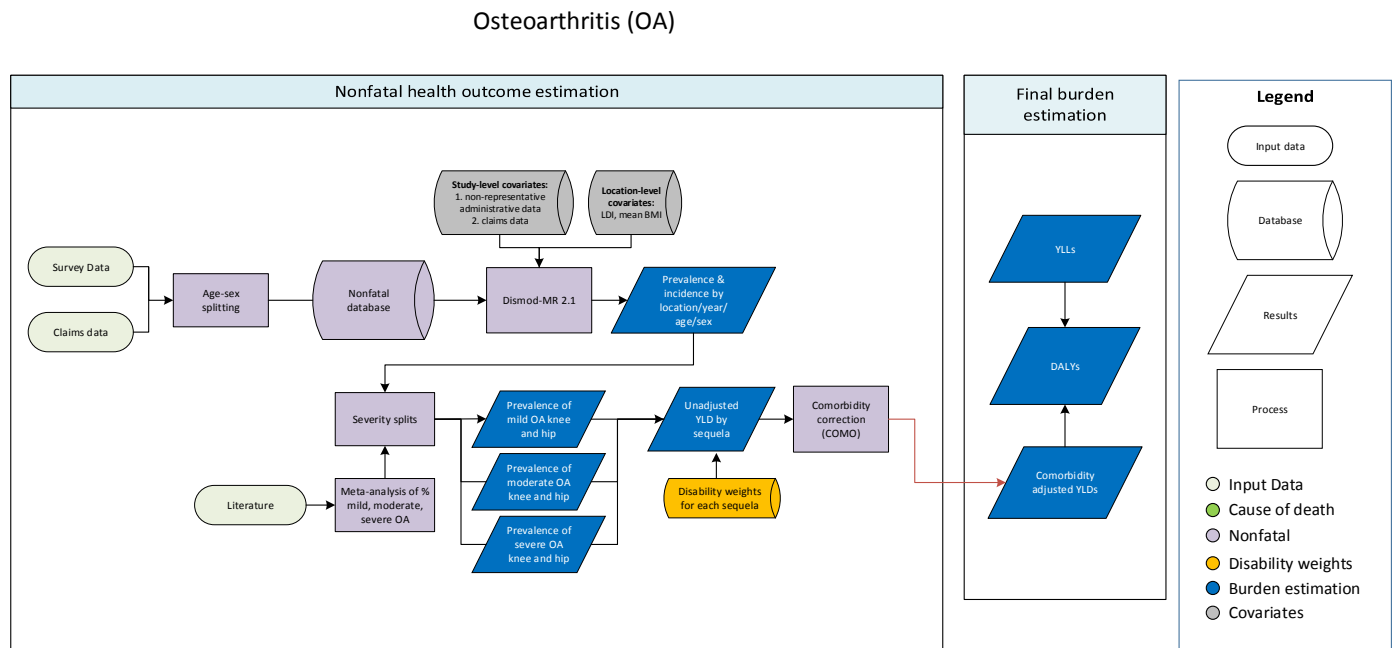 Osteoarthritis (OA)
Nonfatal health outcome estimation
Study-level covariates:
1. non-representative
administrative data
2. claims data
Location-level
covariates:
LDI, mean BMI
Survey Data
Claims data
Age-sex
splitting
Nonfatal
database
Dismod-MR 2.1
Prevalence &
incidence by
location/year/
age/sex
Severity splits
Literature
Meta-analysis of %
mild, moderate,
severe OA
Prevalence of
mild OA knee
and hip
Prevalence of
moderate OA
knee and hip
Prevalence of
severe OA
knee and hip
Unadjusted
YLD by
sequela
Disability weights
for each sequela
Comorbidity
correction
(COMO)
Final burden
estimation
YLLs
DALYs
Comorbidity
adjusted YLDs
Legend
Input data
Database
Results
Process
Input Data
Cause of death
Nonfatal
Disability weights
Burden estimation
Covariates